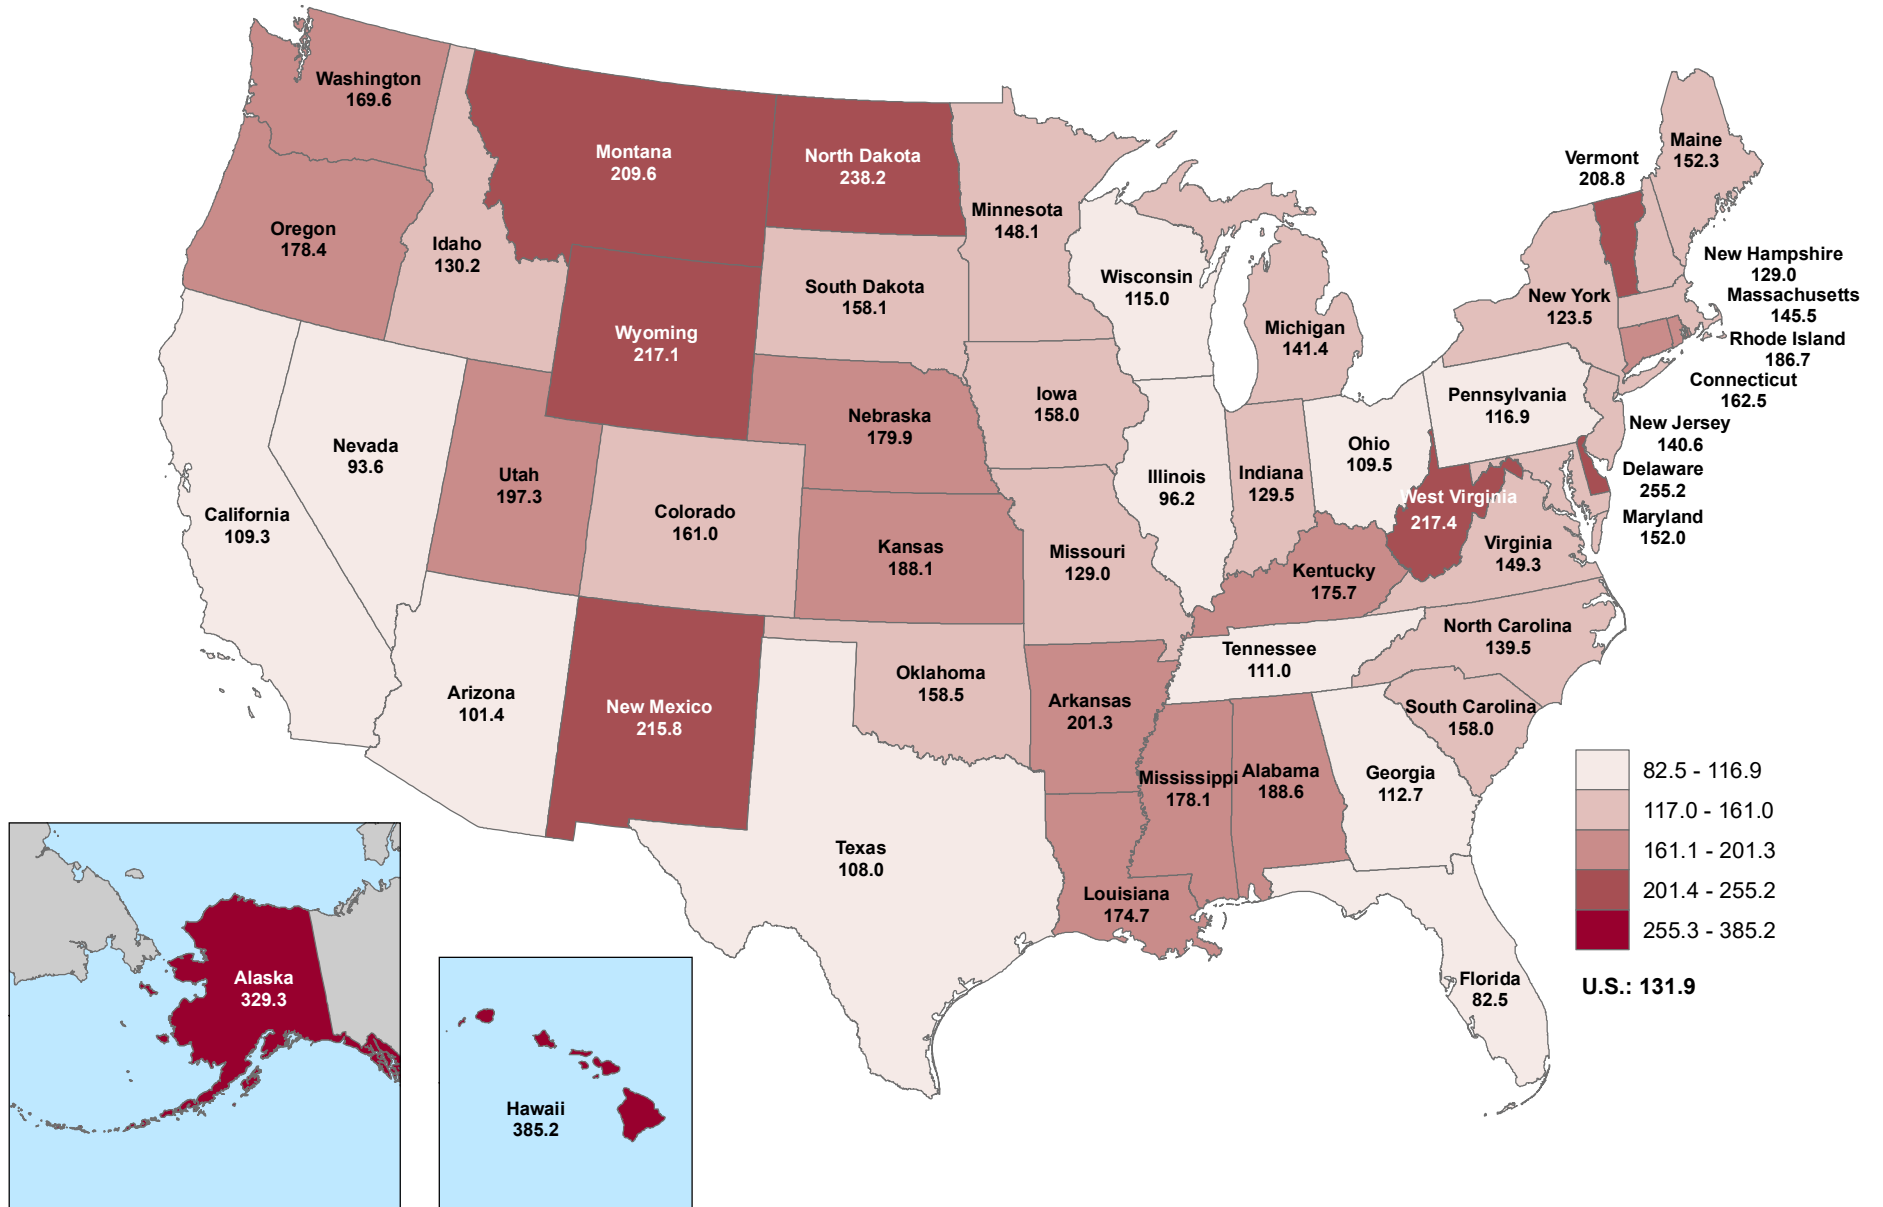 Washington
169.6
Montana
209.6
North Dakota
238.2
Minnesota
148.1
Maine
152.3
Vermont
208.8
Oregon
178.4
Idaho
130.2
Wyoming
217.1
South Dakota
158.1
Wisconsin
115.0
Michigan
141.4
New York
123.5
New Hampshire
129.0
Massachusetts
145.5
Rhode Island
186.7
Connecticut
162.5
New Jersey
140.6
Delaware
255.2
Maryland
152.0
Nevada
93.6
Utah
197.3
Colorado
161.0
Nebraska
179.9
Iowa
158.0
Illinois
96.2
Indiana
129.5
Ohio
109.5
Pennsylvania
116.9
West Virginia
217.4
Virginia
149.3
California
109.3
Kansas
188.1
Missouri
129.0
Kentucky
175.7
North Carolina
139.5
Tennessee
111.0
South Carolina
158.0
Arizona
101.4
New Mexico
215.8
Oklahoma
158.5
Arkansas
201.3
Mississippi
178.1
Alabama
188.6
Georgia
112.7
Texas
108.0
Louisiana
174.7
Florida
82.5
Alaska
329.3
Hawaii
385.2
82.5 - 116.9
117.0 - 161.0
161.1 - 201.3
201.4 - 255.2
255.3 - 385.2
U.S.: 131.9